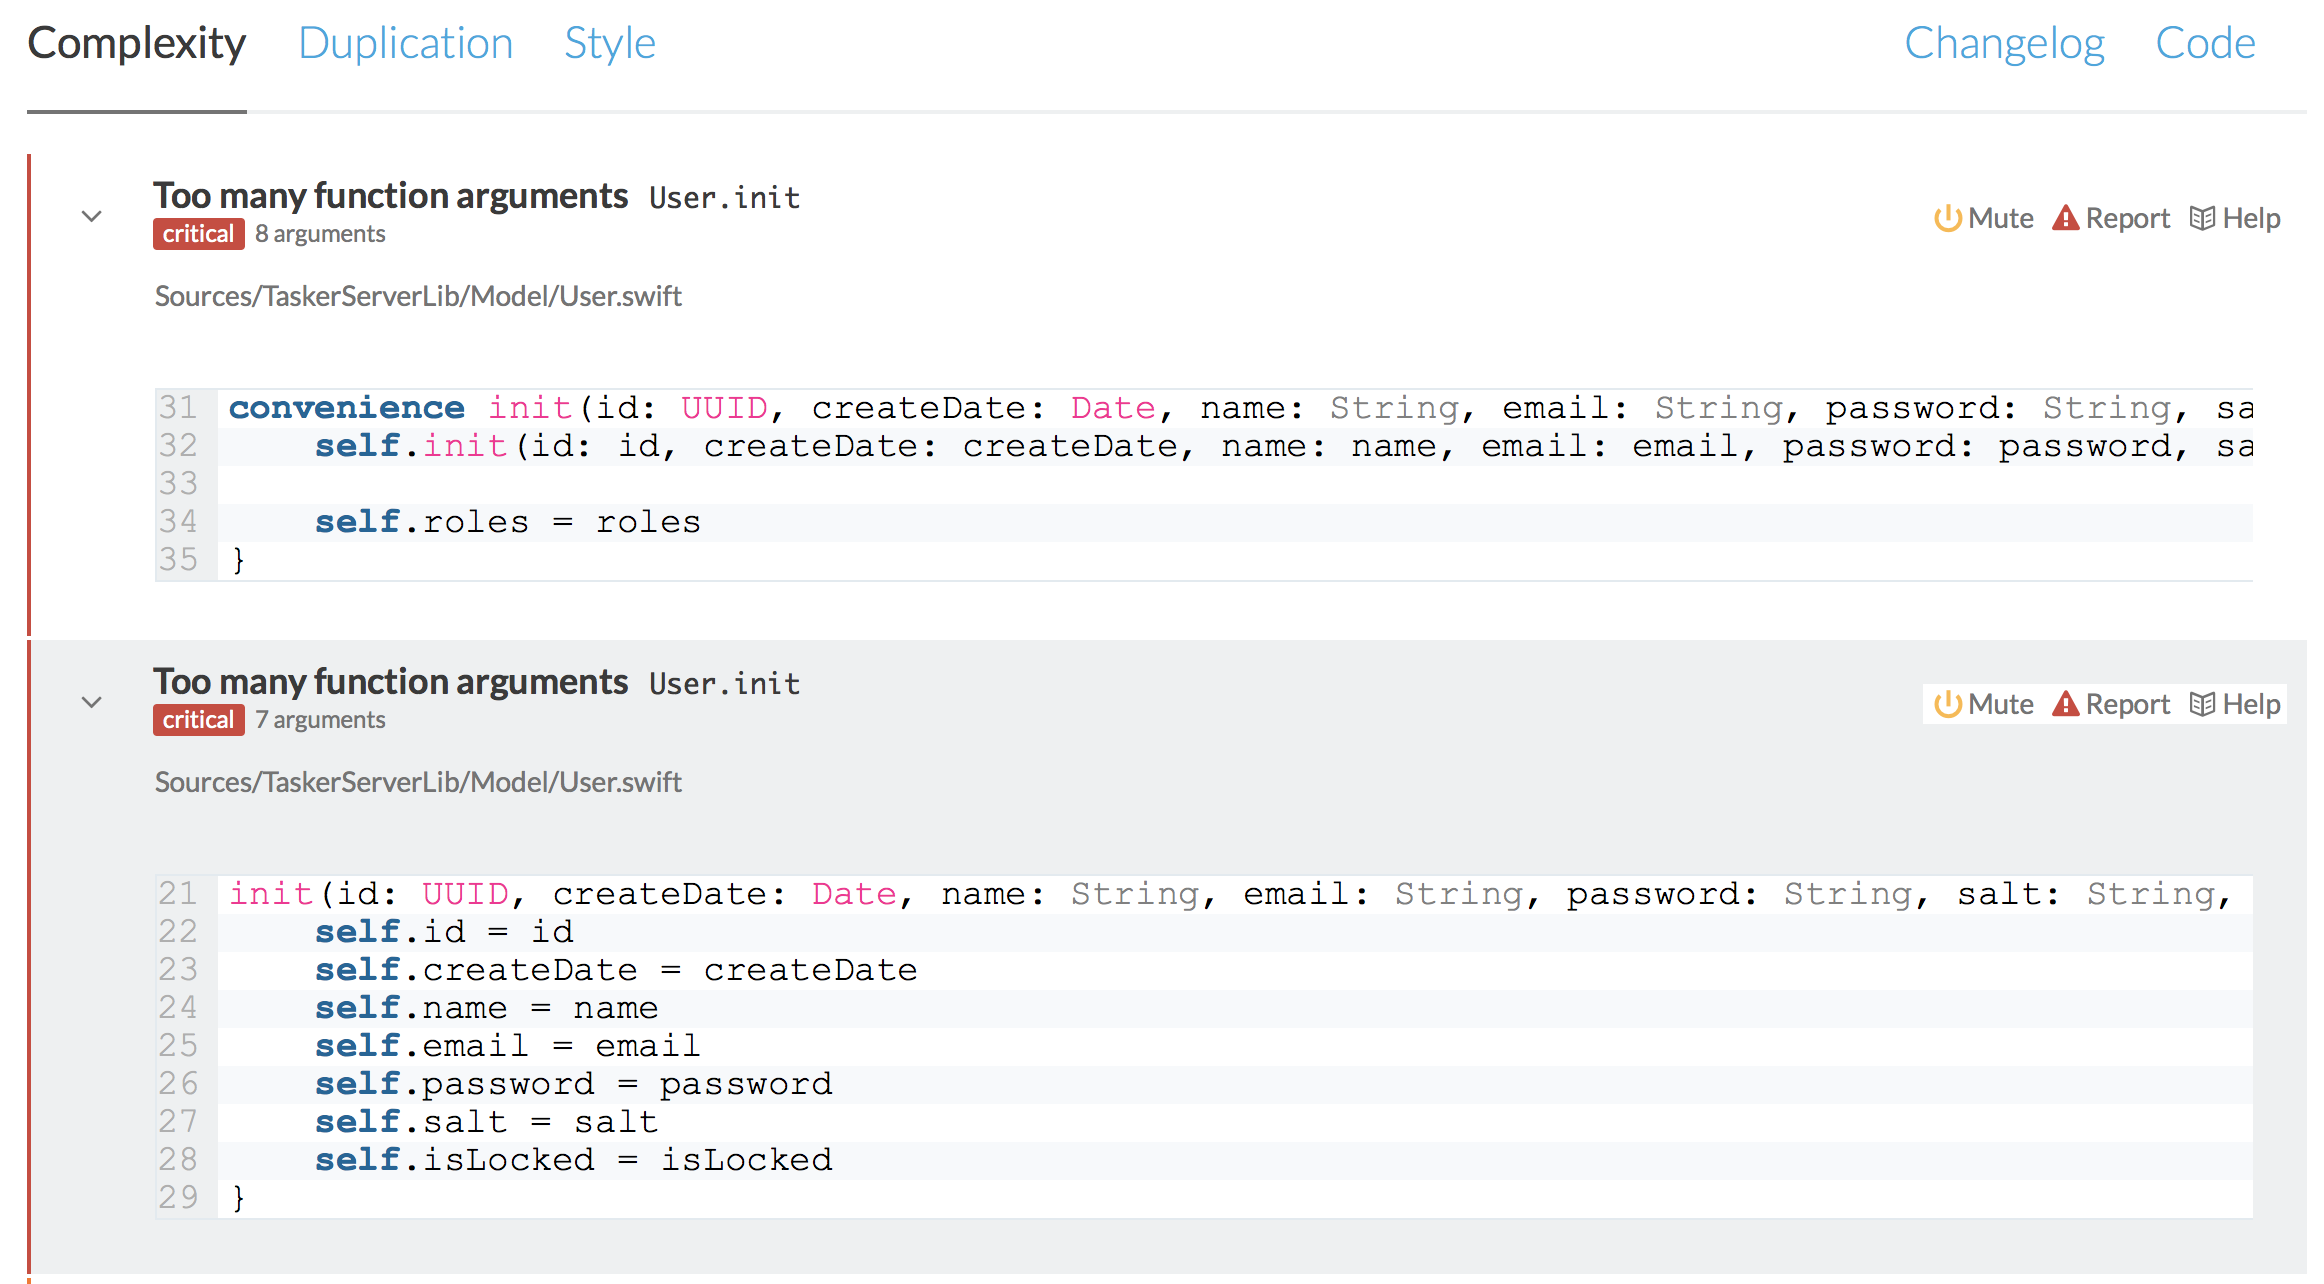 Complexity Duplication Style Changelog Code
Too many function arguments User.init
critical 8 arguments
Mute Report Help
Sources/TaskerServerLib/Model/User.swift
31 convenience init(id: UUID, createDate: Date, name: String, email: String, password: String, sa
32 self.init(id: id, createDate: createDate, name: name, email: email, password: password, sa
33
34 self.roles = roles
35 }
Too many function arguments User.init
critical 7 arguments
Mute Report Help
Sources/TaskerServerLib/Model/User.swift
21 init(id: UUID, createDate: Date, name: String, email: String, password: String, salt: String,
22 self.id = id
23 self.createDate = createDate
24 self.name = name
25 self.email = email
26 self.password = password
27 self.salt = salt
28 self.isLocked = isLocked
29 }